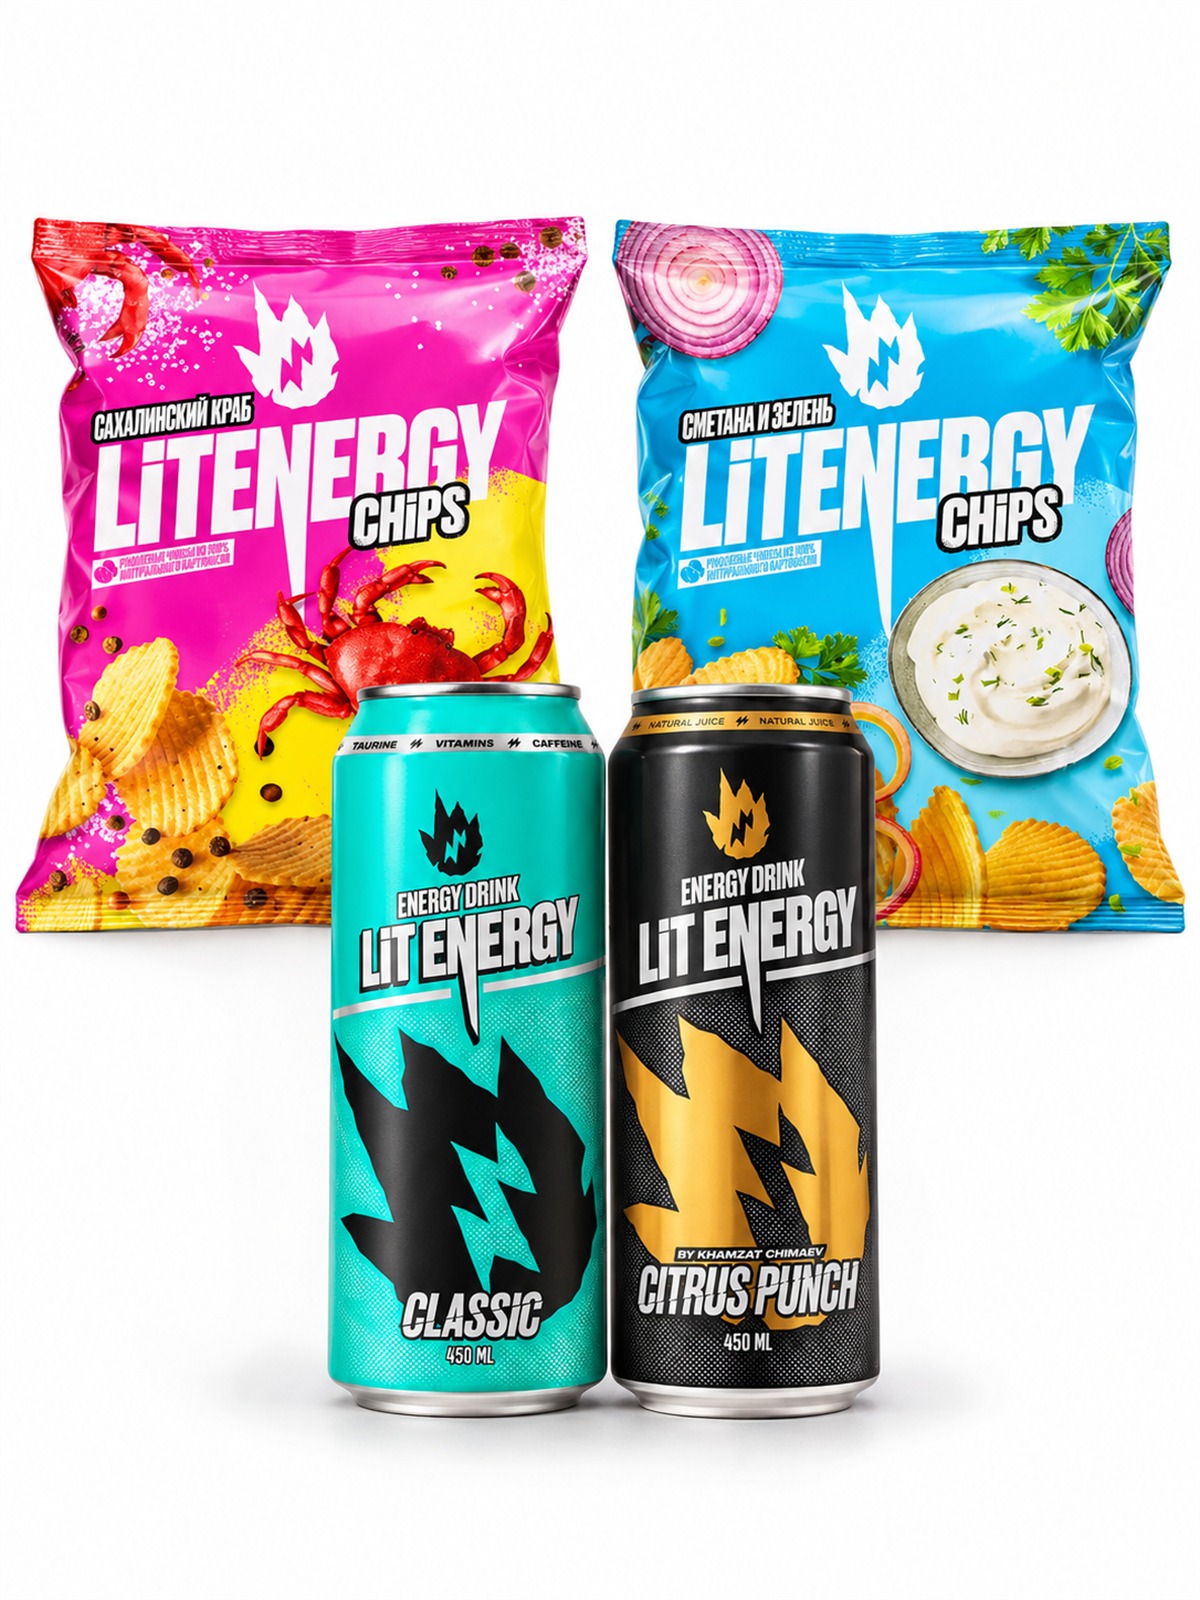 САХАЛИНСКИЙ КРАБ
LiTENERGY
CHiPS
СМЕТАНА И ЗЕЛЕНЬ
LiTENERGY
CHiPS
TAURINE VITAMINS CAFFEINE
ENERGY DRINK
LiT ENERGY
CLASSIC
450 ML
NATURAL JUICE NATURAL JUICE
ENERGY DRINK
LiT ENERGY
BY KHAMZAT CHIMAEV
CITRUS PUNCH
450 ML